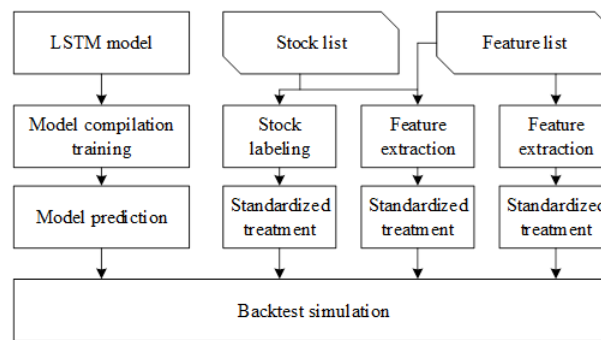 LSTM model
Stock list
Feature list
Model compilation
training
Stock
labeling
Feature
extraction
Feature
extraction
Model prediction
Standardized
treatment
Standardized
treatment
Standardized
treatment
Backtest simulation